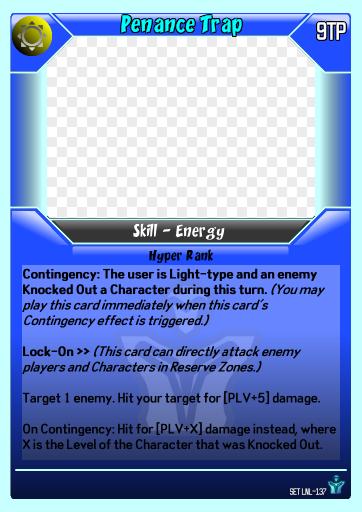 Penance Trap
9TP
Skill - Energy
Hyper Rank
Contingency: The user is Light-type and an enemy
Knocked Out a Character during this turn. (You may
play this card immediately when this card's
Contingency effect is triggered.)
Lock-On >> (This card can directly attack enemy
players and Characters in Reserve Zones.)
Target 1 enemy. Hit your target for [PLV+5] damage.
On Contingency: Hit for [PLV+X] damage instead, where
X is the Level of the Character that was Knocked Out.
SET LNL-137